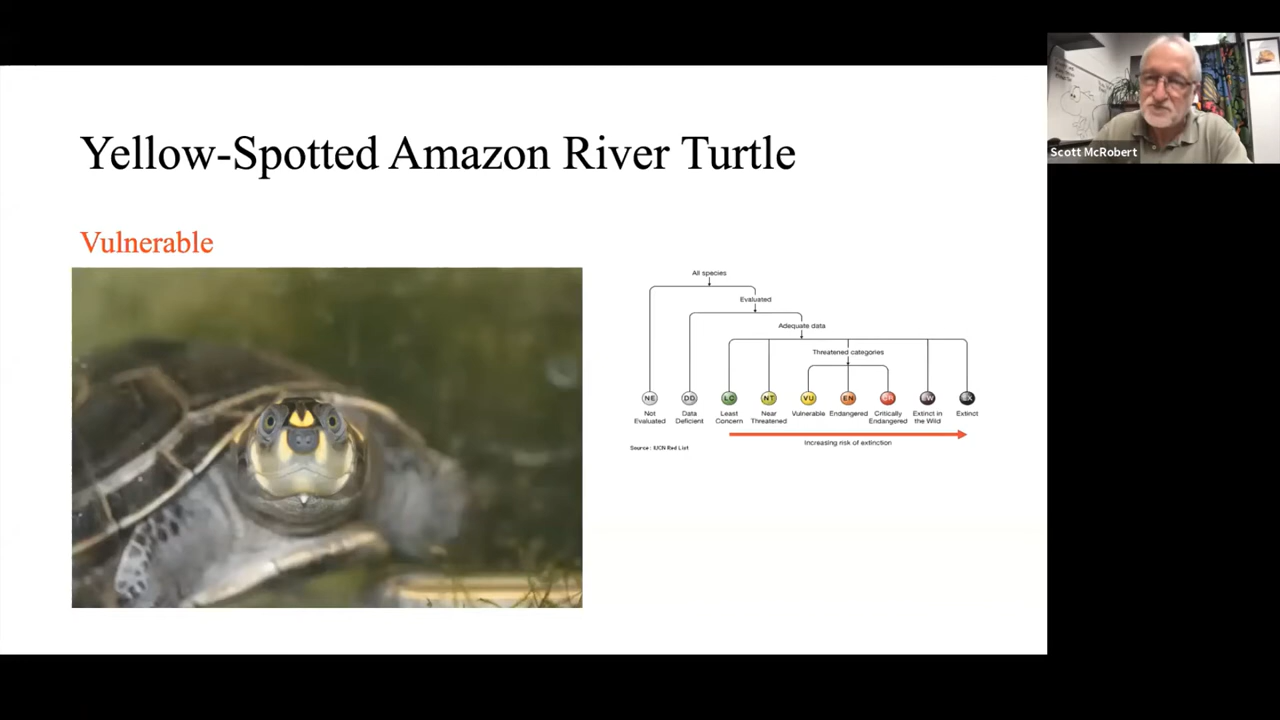 Yellow-Spotted Amazon River Turtle
Vulnerable
All species
Evaluated
Adequate data
Threatened categories
NE
DD
LC
NT
VU
EN
CR
EW
EX
Not
Evaluated
Data
Deficient
Least
Concern
Near
Threatened
Vulnerable
Endangered
Critically
Endangered
Extinct in
the Wild
Extinct
Increasing risk of extinction
Source: IUCN Red List
Scott McRobert